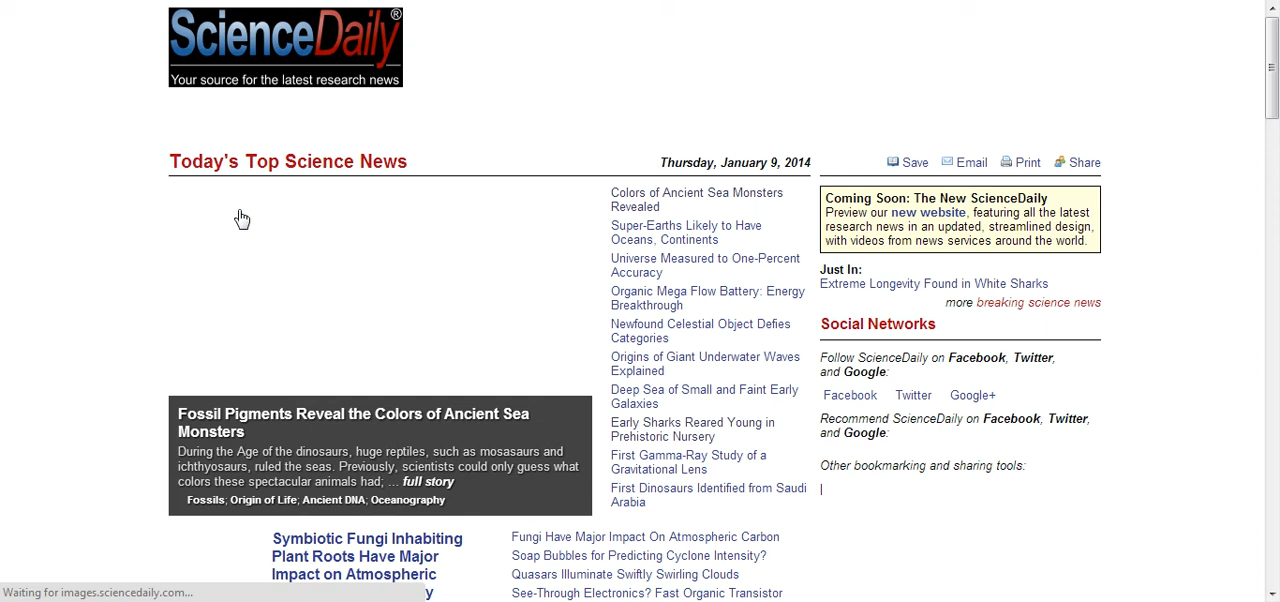 ScienceDaily®
Your source for the latest research news
Today's Top Science News
Thursday, January 9, 2014
Save Email Print Share
Colors of Ancient Sea Monsters
Revealed
Super-Earths Likely to Have
Oceans, Continents
Universe Measured to One-Percent
Accuracy
Organic Mega Flow Battery: Energy
Breakthrough
Newfound Celestial Object Defies
Categories
Origins of Giant Underwater Waves
Explained
Deep Sea of Small and Faint Early
Galaxies
Early Sharks Reared Young in
Prehistoric Nursery
First Gamma-Ray Study of a
Gravitational Lens
First Dinosaurs Identified from Saudi
Arabia
Coming Soon: The New ScienceDaily
Preview our new website, featuring all the latest
research news in an updated, streamlined design,
with videos from news services around the world.
Just In:
Extreme Longevity Found in White Sharks
more breaking science news
Social Networks
Follow ScienceDaily on Facebook, Twitter,
and Google:
Facebook Twitter Google+
Recommend ScienceDaily on Facebook, Twitter,
and Google:
Other bookmarking and sharing tools:
|
Fossil Pigments Reveal the Colors of Ancient Sea
Monsters
During the Age of the dinosaurs, huge reptiles, such as mosasaurs and
ichthyosaurs, ruled the seas. Previously, scientists could only guess what
colors these spectacular animals had; ... full story
Fossils; Origin of Life; Ancient DNA; Oceanography
Symbiotic Fungi Inhabiting
Plant Roots Have Major
Impact on Atmospheric
Fungi Have Major Impact On Atmospheric Carbon
Soap Bubbles for Predicting Cyclone Intensity?
Quasars Illuminate Swiftly Swirling Clouds
See-Through Electronics? Fast Organic Transistor
Waiting for images.sciencedaily.com...